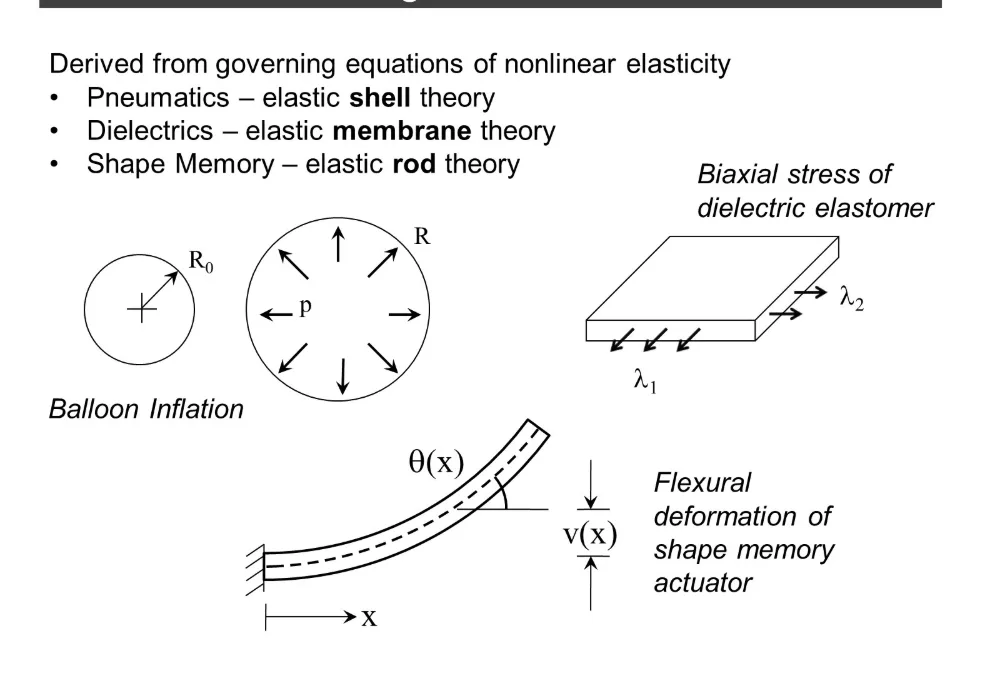 Derived from governing equations of nonlinear elasticity
• Pneumatics – elastic shell theory
• Dielectrics – elastic membrane theory
• Shape Memory – elastic rod theory
Biaxial stress of
dielectric elastomer
R₀
R
p
λ₂
λ₁
Balloon Inflation
θ(x)
v(x)
x
Flexural
deformation of
shape memory
actuator